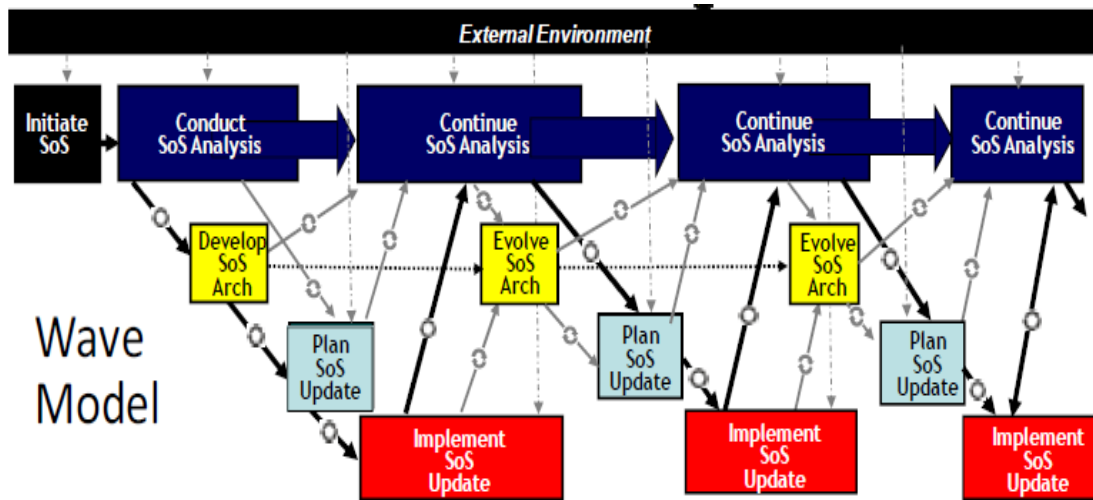 External Environment
Initiate
SoS
Conduct
SoS Analysis
Continue
SoS Analysis
Continue
SoS Analysis
Continue
SoS Analysis
Develop
SoS
Arch
Evolve
SoS
Arch
Evolve
SoS
Arch
Plan
SoS
Update
Plan
SoS
Update
Plan
SoS
Update
Wave
Model
Implement
SoS
Update
Implement
SoS
Update
Implement
SoS
Update